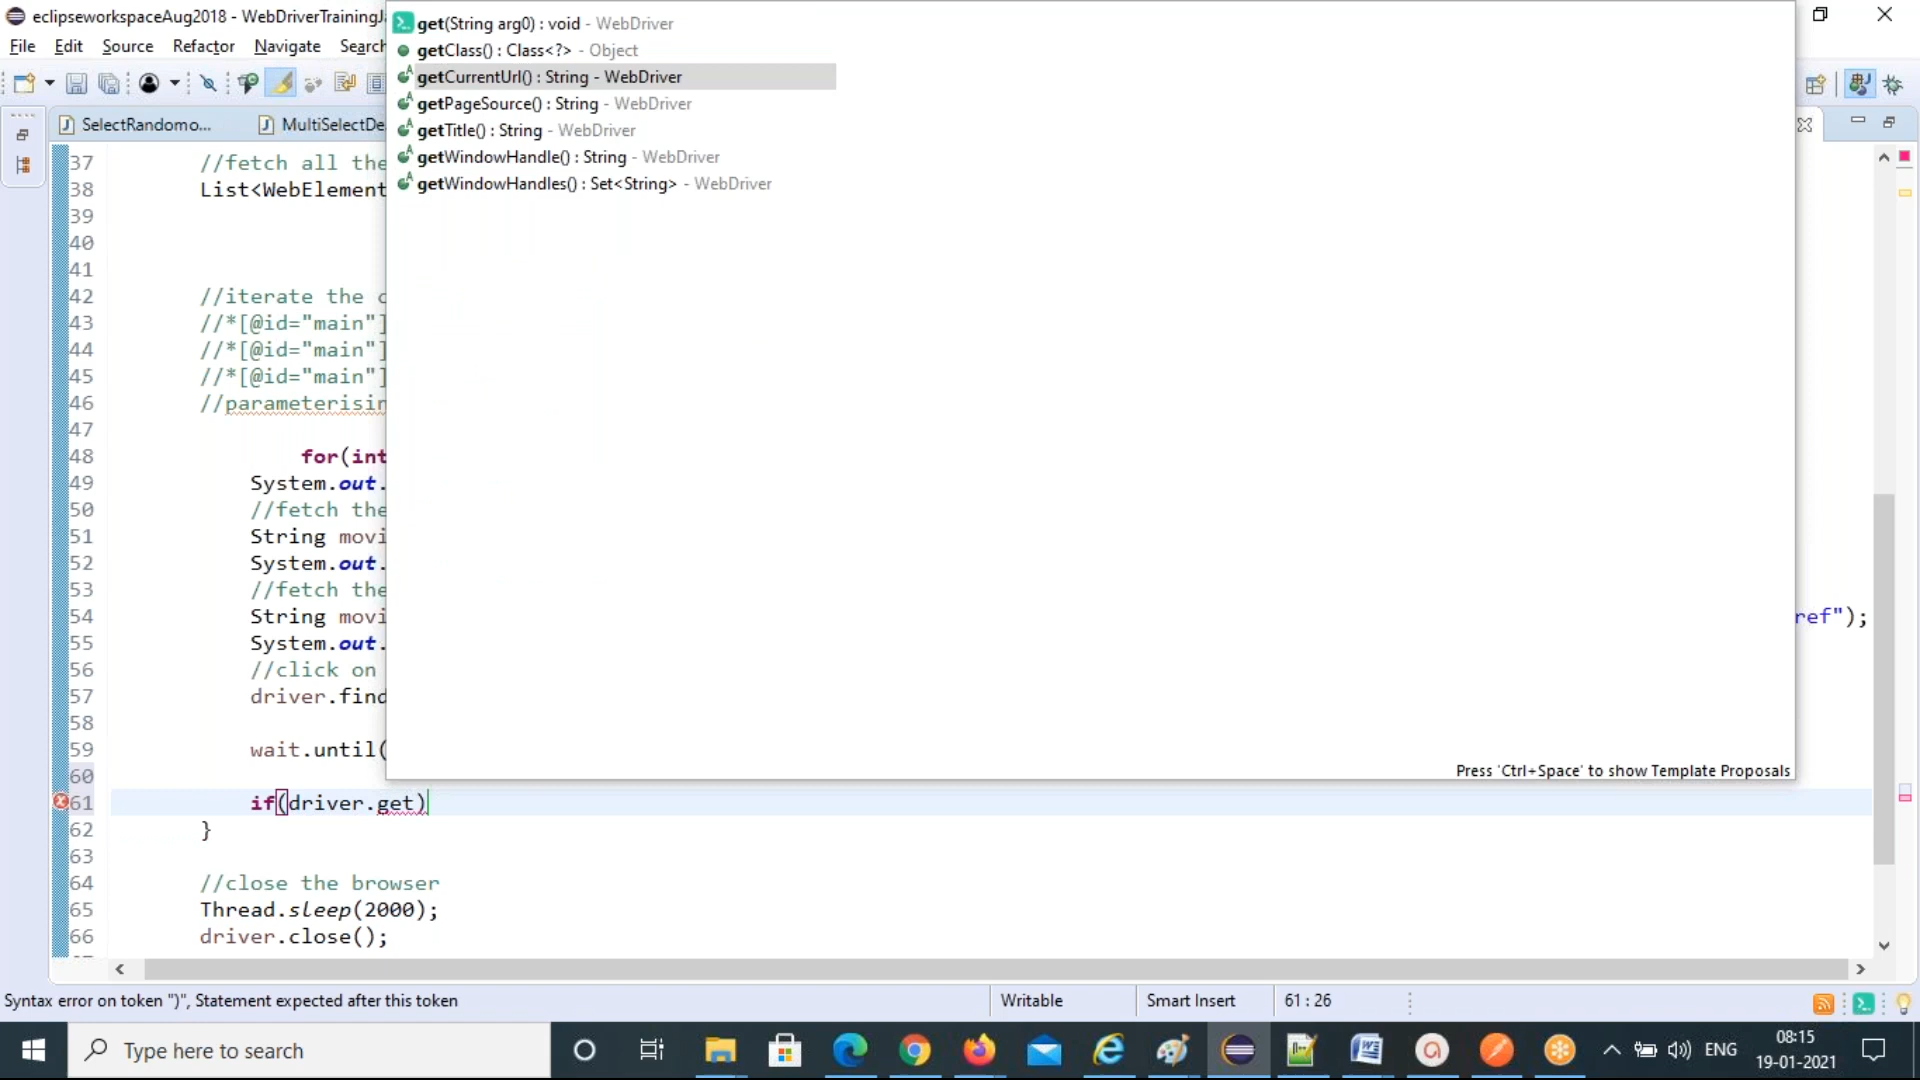 eclipseworkspaceAug2018 - WebDriverTrainingJa
File Edit Source Refactor Navigate Search
SelectRandomo... MultiSelectDe
get(String arg0) : void - WebDriver
getClass() : Class<?> - Object
getCurrentUrl() : String - WebDriver
getPageSource() : String - WebDriver
getTitle() : String - WebDriver
getWindowHandle() : String - WebDriver
getWindowHandles() : Set<String> - WebDriver
Press 'Ctrl+Space' to show Template Proposals
37 //fetch all the
38 List<WebElement
39
40
41
42 //iterate the c
43 //*[@id="main"]
44 //*[@id="main"]
45 //*[@id="main"]
46 //parameterisin
47
48 for(int
49 System.out.
50 //fetch the
51 String movi
52 System.out.
53 //fetch the
54 String movi ref");
55 System.out.
56 //click on
57 driver.find
58
59 wait.until(
60
61 if(driver.get)
62 }
63
64 //close the browser
65 Thread.sleep(2000);
66 driver.close();
Syntax error on token ")", Statement expected after this token Writable Smart Insert 61 : 26
Type here to search
ENG
08:15
19-01-2021